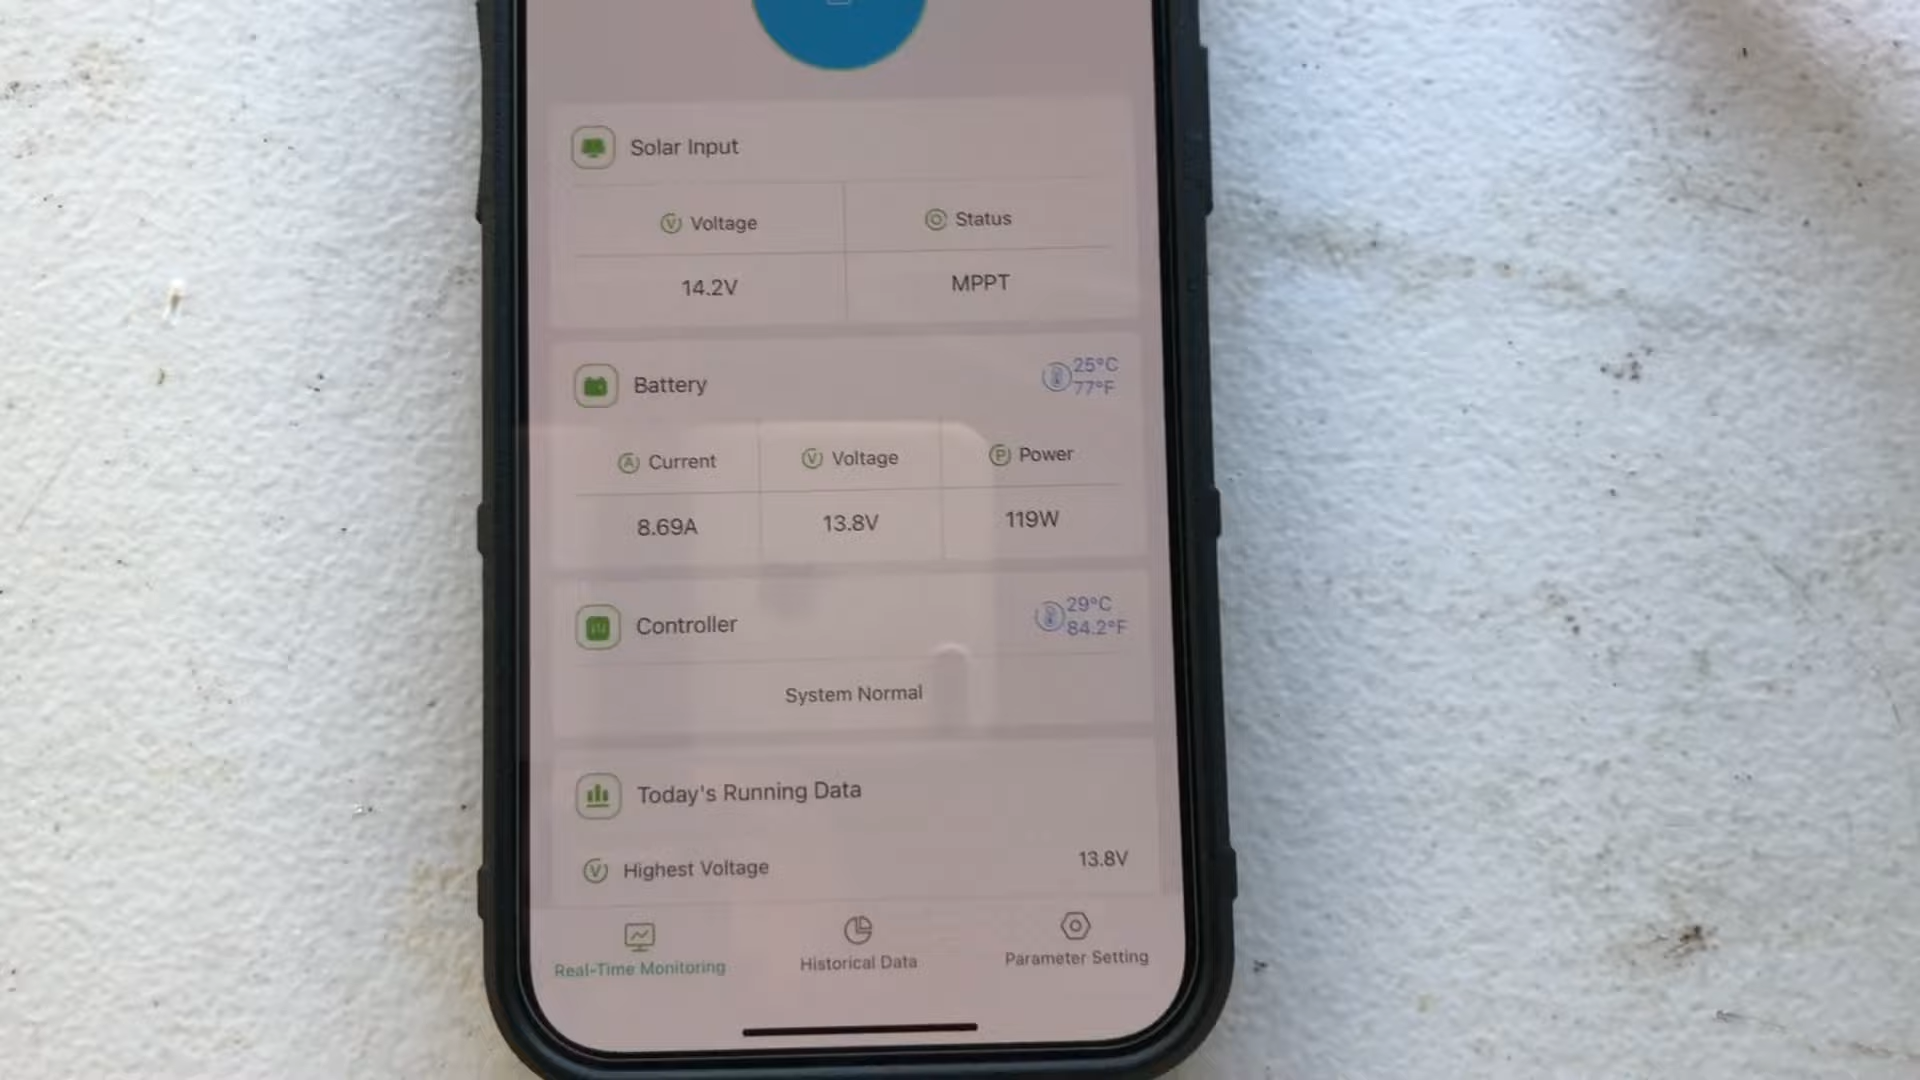 Solar Input
Voltage Status
14.2V MPPT
Battery 25°C
77°F
Current Voltage Power
8.69A 13.8V 119W
Controller 29°C
84.2°F
System Normal
Today's Running Data
Highest Voltage 13.8V
Real-Time Monitoring Historical Data Parameter Setting